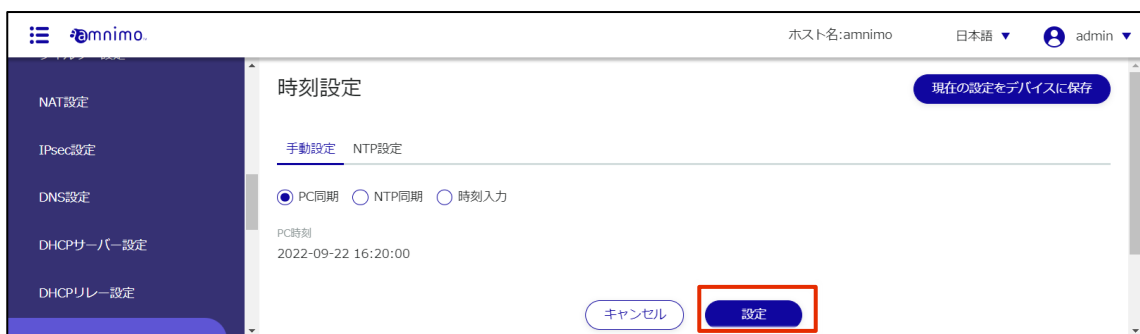 amnimo
ホスト名:amnimo
日本語 ▼
admin ▼
NAT設定
IPsec設定
DNS設定
DHCPサーバー設定
DHCPリレー設定
時刻設定
現在の設定をデバイスに保存
手動設定 NTP設定
PC同期 NTP同期 時刻入力
PC時刻
2022-09-22 16:20:00
キャンセル 設定